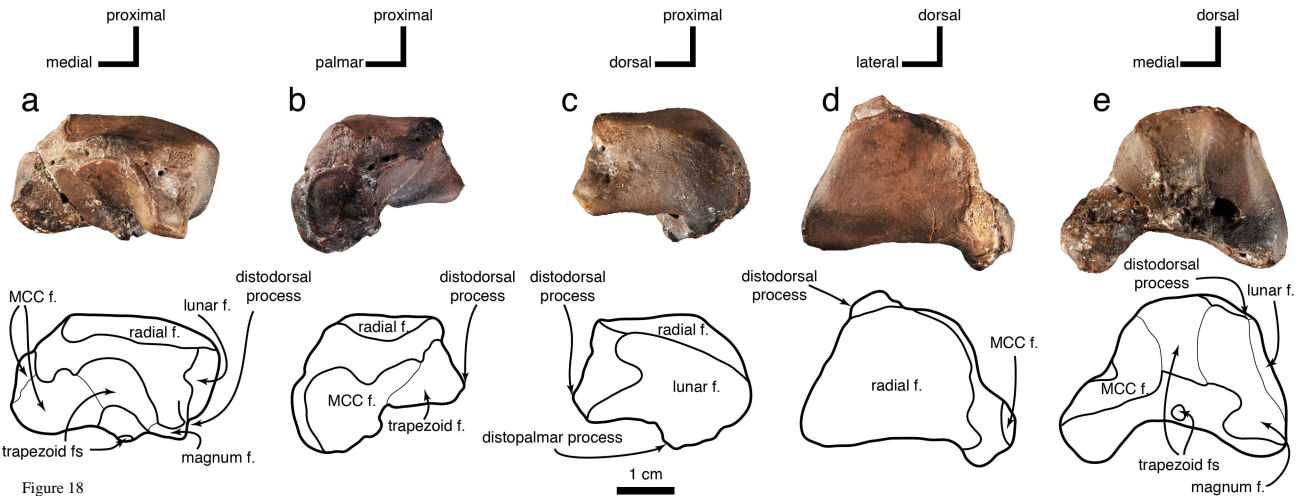 proximal
medial
proximal
palmar
proximal
dorsal
dorsal
lateral
dorsal
medial
a
b
c
d
e
MCC f.
radial f.
lunar f.
distodorsal
process
trapezoid fs
magnum f.
distodorsal
process
radial f.
MCC f.
trapezoid f.
distodorsal
process
radial f.
lunar f.
distopalmar process
distodorsal
process
radial f.
MCC f.
distodorsal
process
lunar f.
MCC f.
trapezoid fs
magnum f.
1 cm
Figure 18